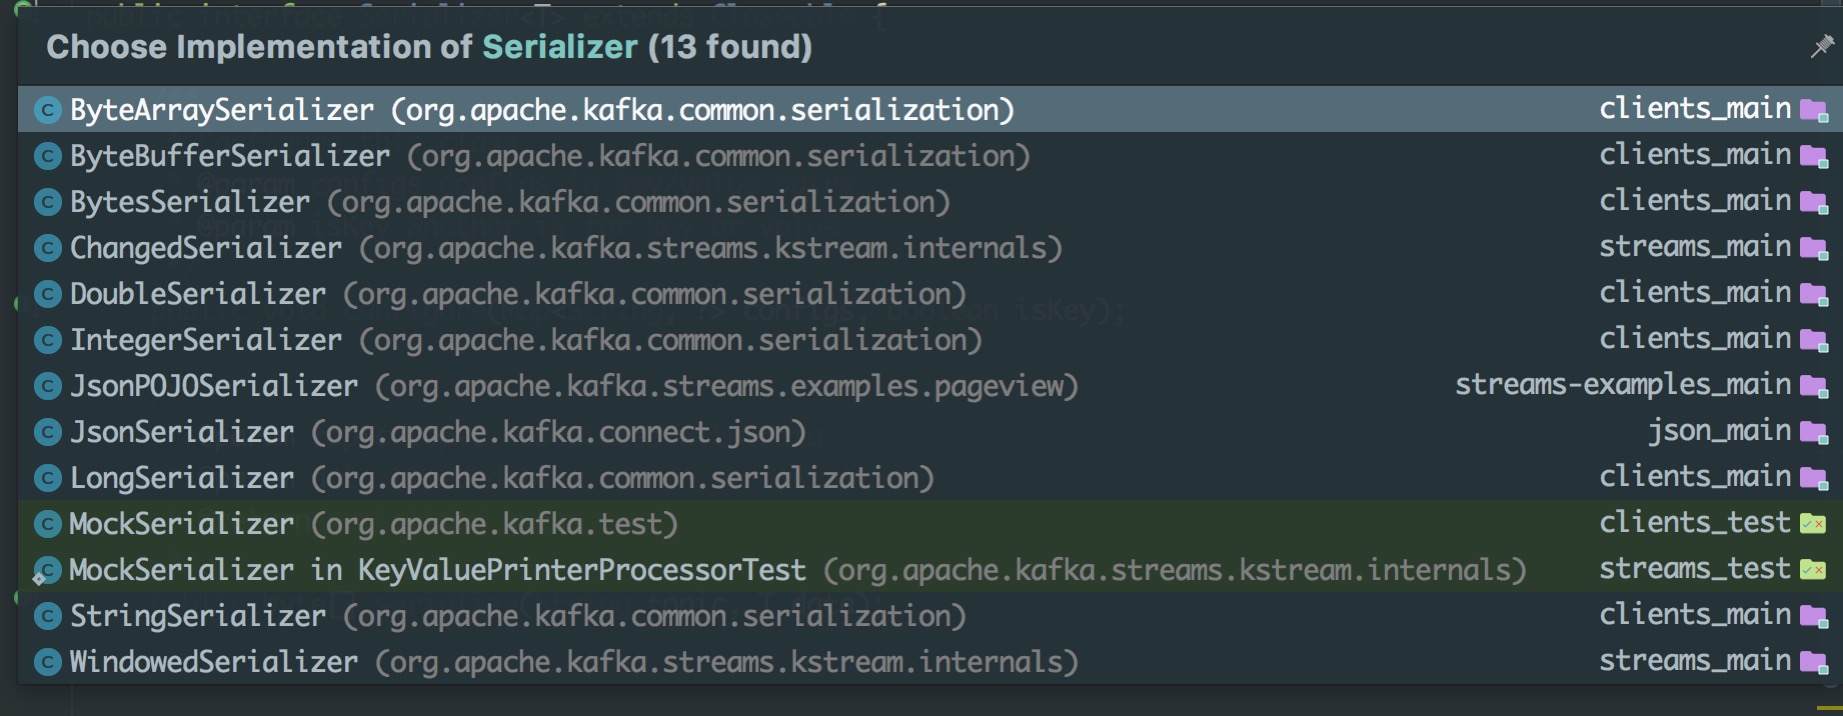 public interface Serializer<T> extends Closeable {
Choose Implementation of Serializer (13 found)
C ByteArraySerializer (org.apache.kafka.common.serialization) clients_main
C ByteBufferSerializer (org.apache.kafka.common.serialization) clients_main
C BytesSerializer (org.apache.kafka.common.serialization) clients_main
C ChangedSerializer (org.apache.kafka.streams.kstream.internals) streams_main
C DoubleSerializer (org.apache.kafka.common.serialization) clients_main
C IntegerSerializer (org.apache.kafka.common.serialization) clients_main
C JsonPOJOSerializer (org.apache.kafka.streams.examples.pageview) streams-examples_main
C JsonSerializer (org.apache.kafka.connect.json) json_main
C LongSerializer (org.apache.kafka.common.serialization) clients_main
C MockSerializer (org.apache.kafka.test) clients_test
C MockSerializer in KeyValuePrinterProcessorTest (org.apache.kafka.streams.kstream.internals) streams_test
C StringSerializer (org.apache.kafka.common.serialization) clients_main
C WindowedSerializer (org.apache.kafka.streams.kstream.internals) streams_main